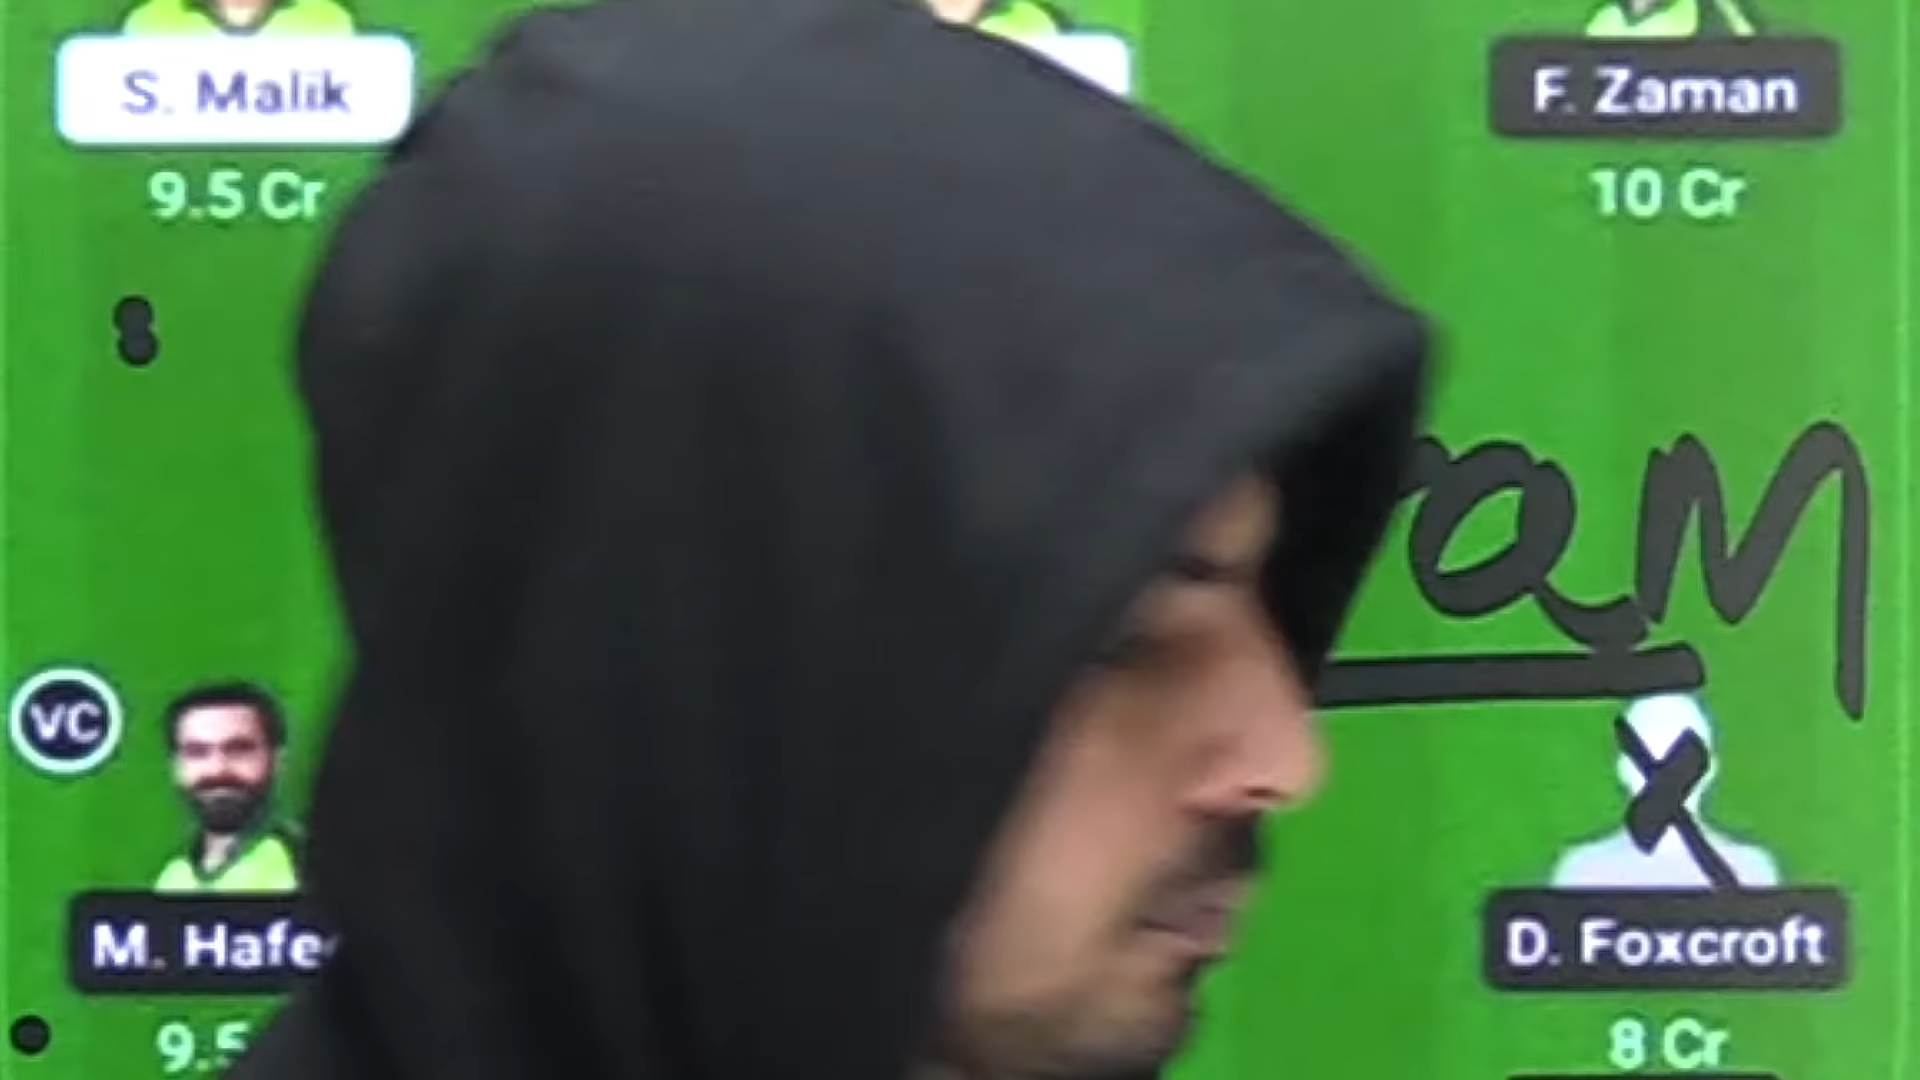 S. Malik
F. Zaman
9.5 Cr
10 Cr
VC
D. Foxcroft
8 Cr